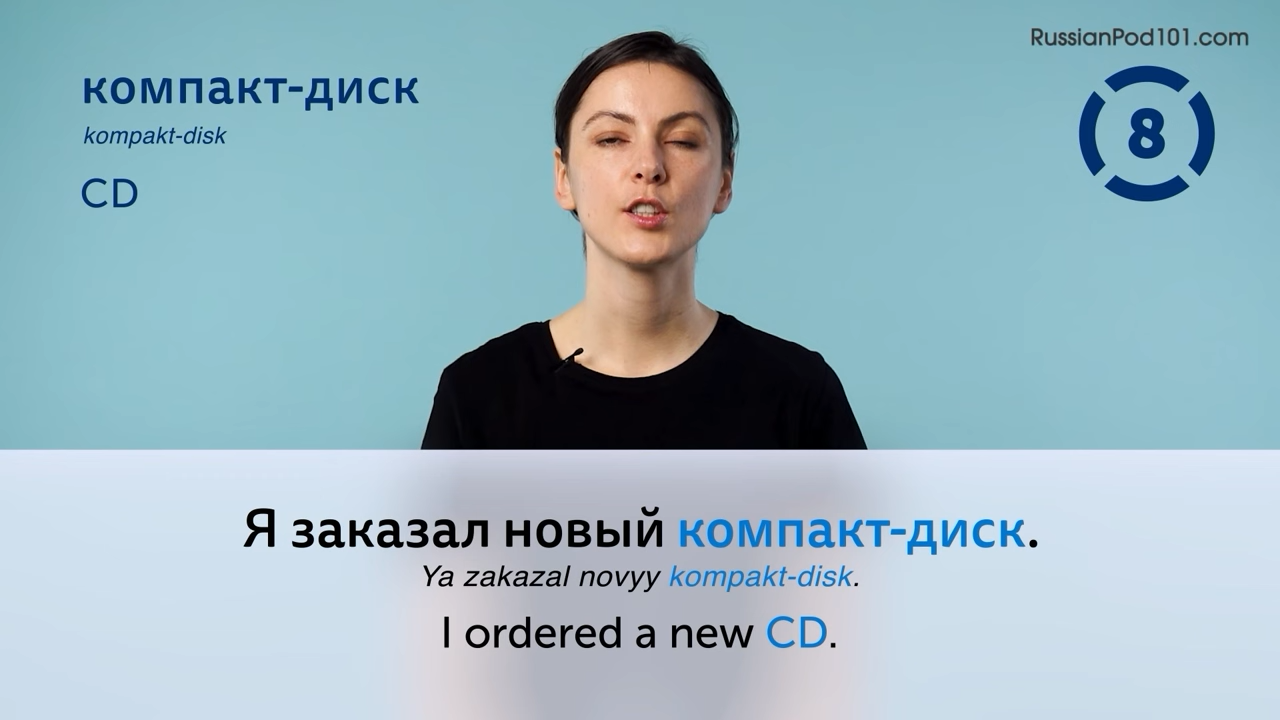 RussianPod101.com
компакт-диск
kompakt-disk
CD
8
Я заказал новый компакт-диск.
Ya zakazal novyy kompakt-disk.
I ordered a new CD.